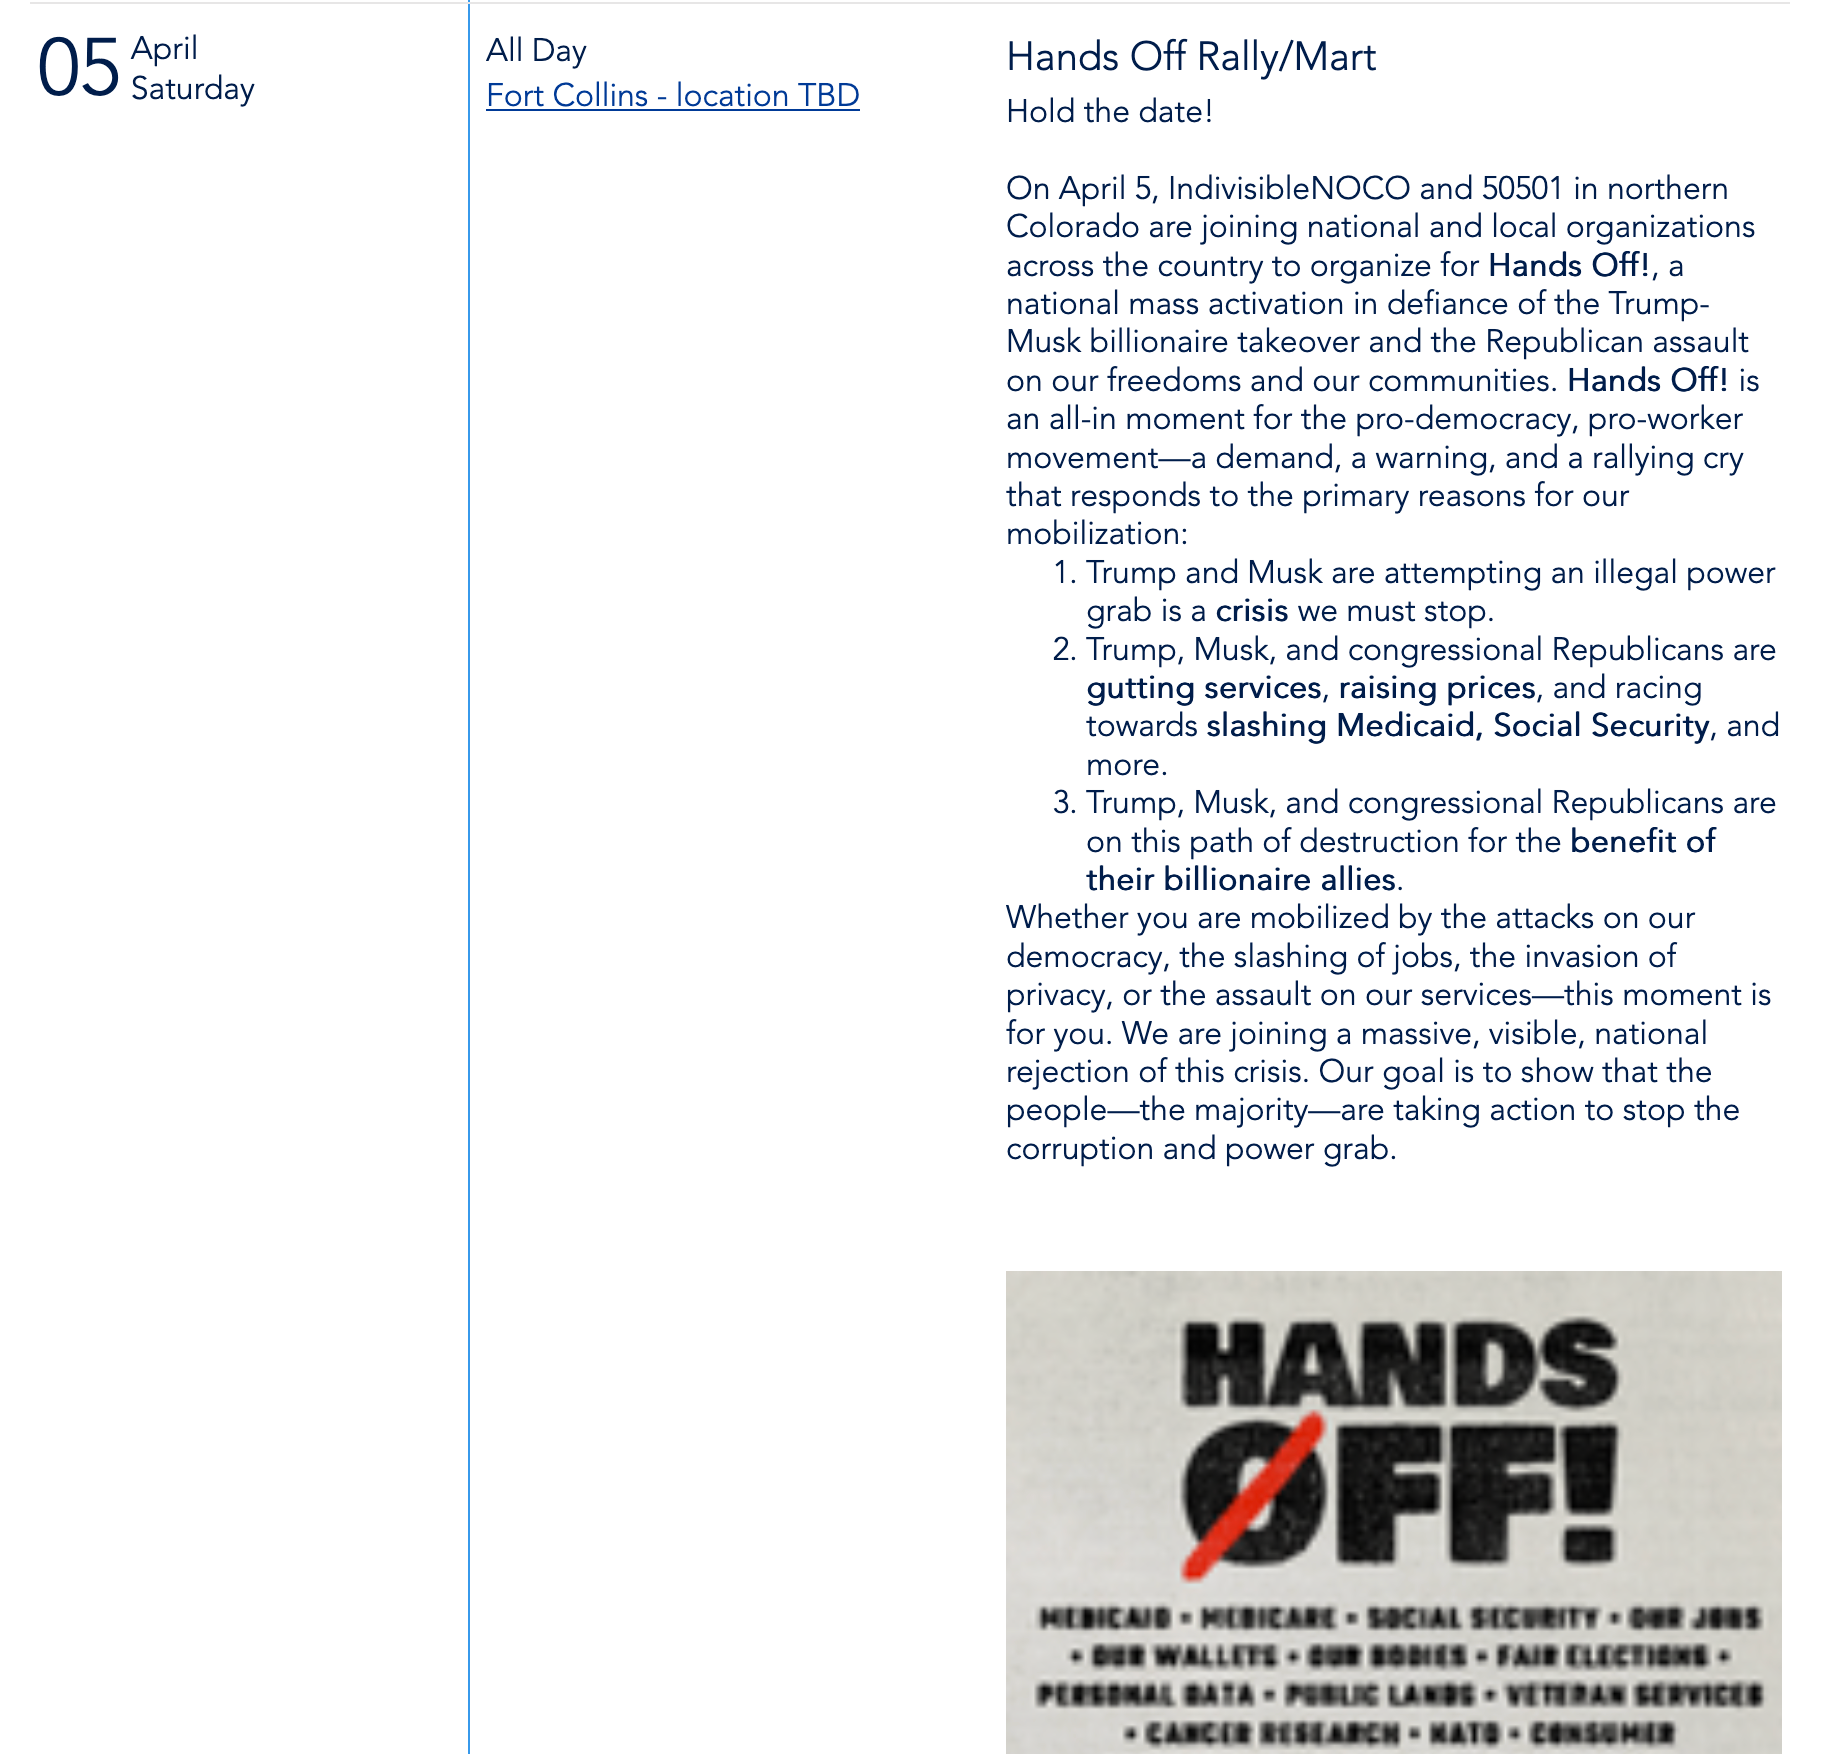 05 April
Saturday
All Day
Fort Collins - location TBD
Hands Off Rally/Mart
Hold the date!
On April 5, IndivisibleNOCO and 50501 in northern
Colorado are joining national and local organizations
across the country to organize for Hands Off!, a
national mass activation in defiance of the Trump-
Musk billionaire takeover and the Republican assault
on our freedoms and our communities. Hands Off! is
an all-in moment for the pro-democracy, pro-worker
movement—a demand, a warning, and a rallying cry
that responds to the primary reasons for our
mobilization:
1. Trump and Musk are attempting an illegal power
grab is a crisis we must stop.
2. Trump, Musk, and congressional Republicans are
gutting services, raising prices, and racing
towards slashing Medicaid, Social Security, and
more.
3. Trump, Musk, and congressional Republicans are
on this path of destruction for the benefit of
their billionaire allies.
Whether you are mobilized by the attacks on our
democracy, the slashing of jobs, the invasion of
privacy, or the assault on our services—this moment is
for you. We are joining a massive, visible, national
rejection of this crisis. Our goal is to show that the
people—the majority—are taking action to stop the
corruption and power grab.
HANDS
OFF!
MEDICAID • MEDICARE • SOCIAL SECURITY • OUR JOBS
• OUR WALLETS • OUR BODIES • FAIR ELECTIONS •
PERSONAL DATA • PUBLIC LANDS • VETERAN SERVICES
• CANCER RESEARCH • NATO • CONSUMER